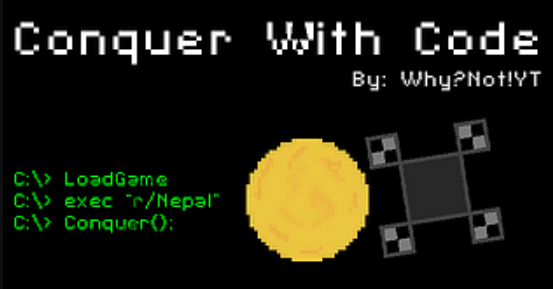 Conquer With Code
By: Why?Not!YT
C:\> LoadGame
C:\> exec "r/Nepal"
C:\> Conquer():